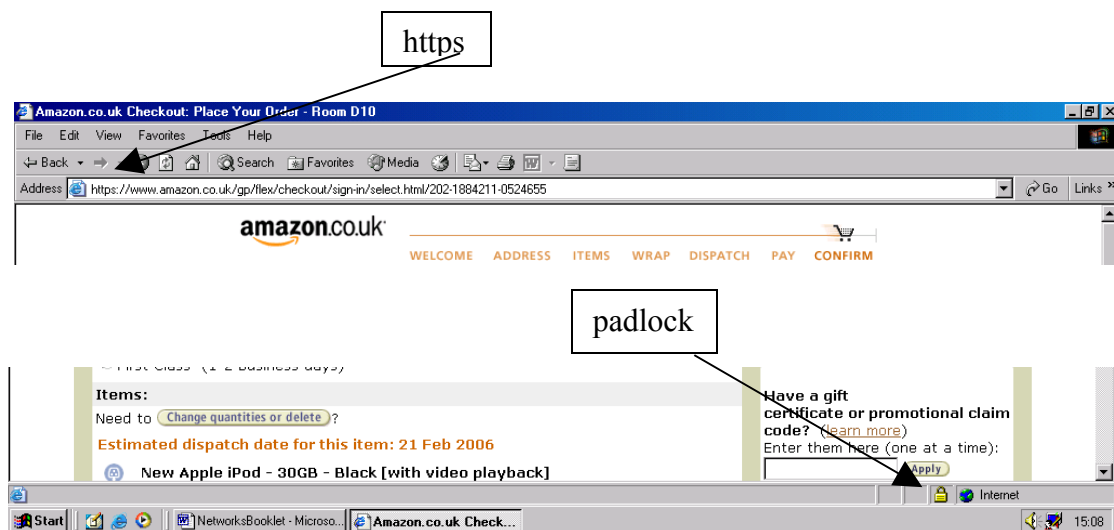 https
Amazon.co.uk Checkout: Place Your Order - Room D10
File Edit View Favorites Tools Help
Back Search Favorites Media
Address https://www.amazon.co.uk/gp/flex/checkout/sign-in/select.html/202-1884211-0524655 Go Links »
amazon.co.uk
WELCOME ADDRESS ITEMS WRAP DISPATCH PAY CONFIRM
padlock
First Class (1-2 business days)
Items:
Need to Change quantities or delete ?
Estimated dispatch date for this item: 21 Feb 2006
New Apple iPod - 30GB - Black [with video playback]
Have a gift
certificate or promotional claim
code? (learn more)
Enter them here (one at a time):
Apply
Internet
Start NetworksBooklet - Microso... Amazon.co.uk Check... 15:08